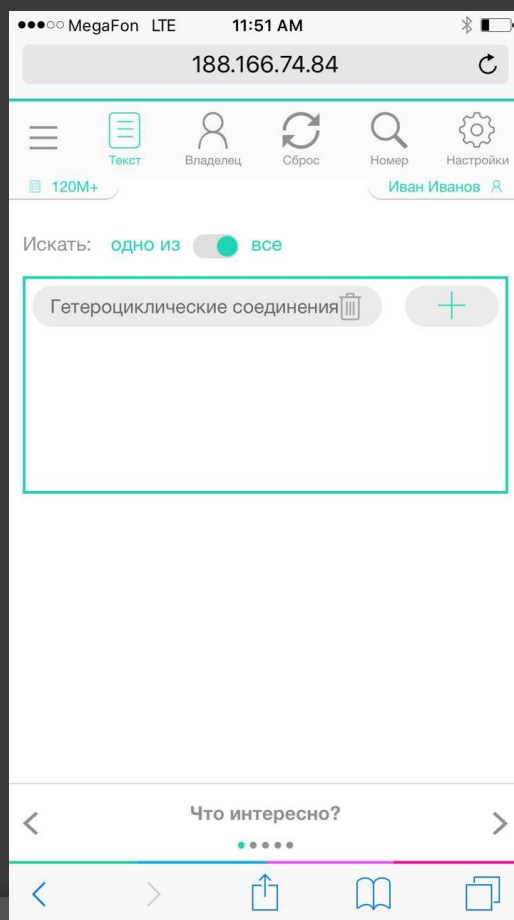 MegaFon LTE 11:51 AM
188.166.74.84
Текст Владелец Сброс Номер Настройки
120M+ Иван Иванов
Искать: одно из все
Гетероциклические соединения
Что интересно?